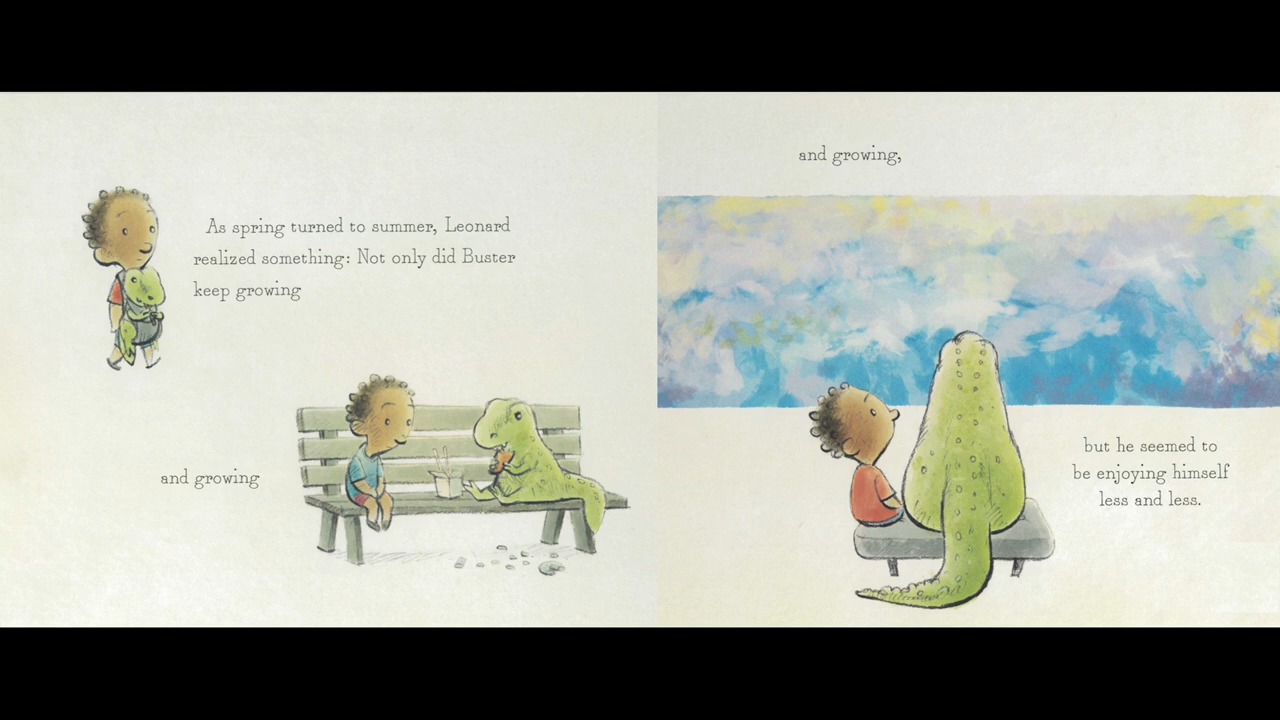 As spring turned to summer, Leonard
realized something: Not only did Buster
keep growing
and growing
and growing,
but he seemed to
be enjoying himself
less and less.